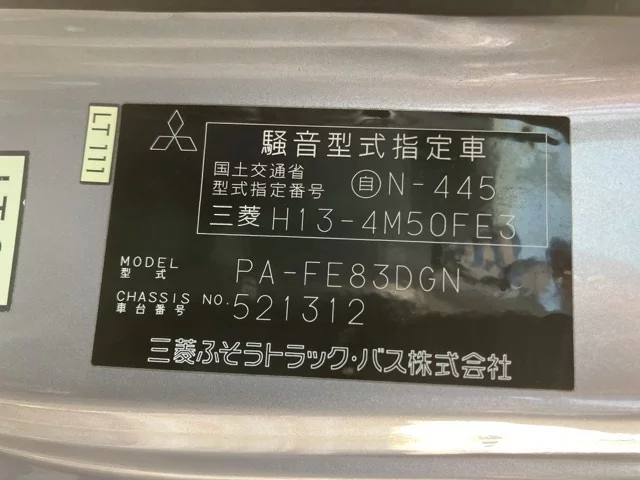 LT111
騒音型式指定車
国土交通省
型式指定番号 自N-445
三菱 H13-4M50FE3
MODEL
型式 PA-FE83DGN
CHASSIS NO.
車台番号 521312
三菱ふそうトラック・バス株式会社